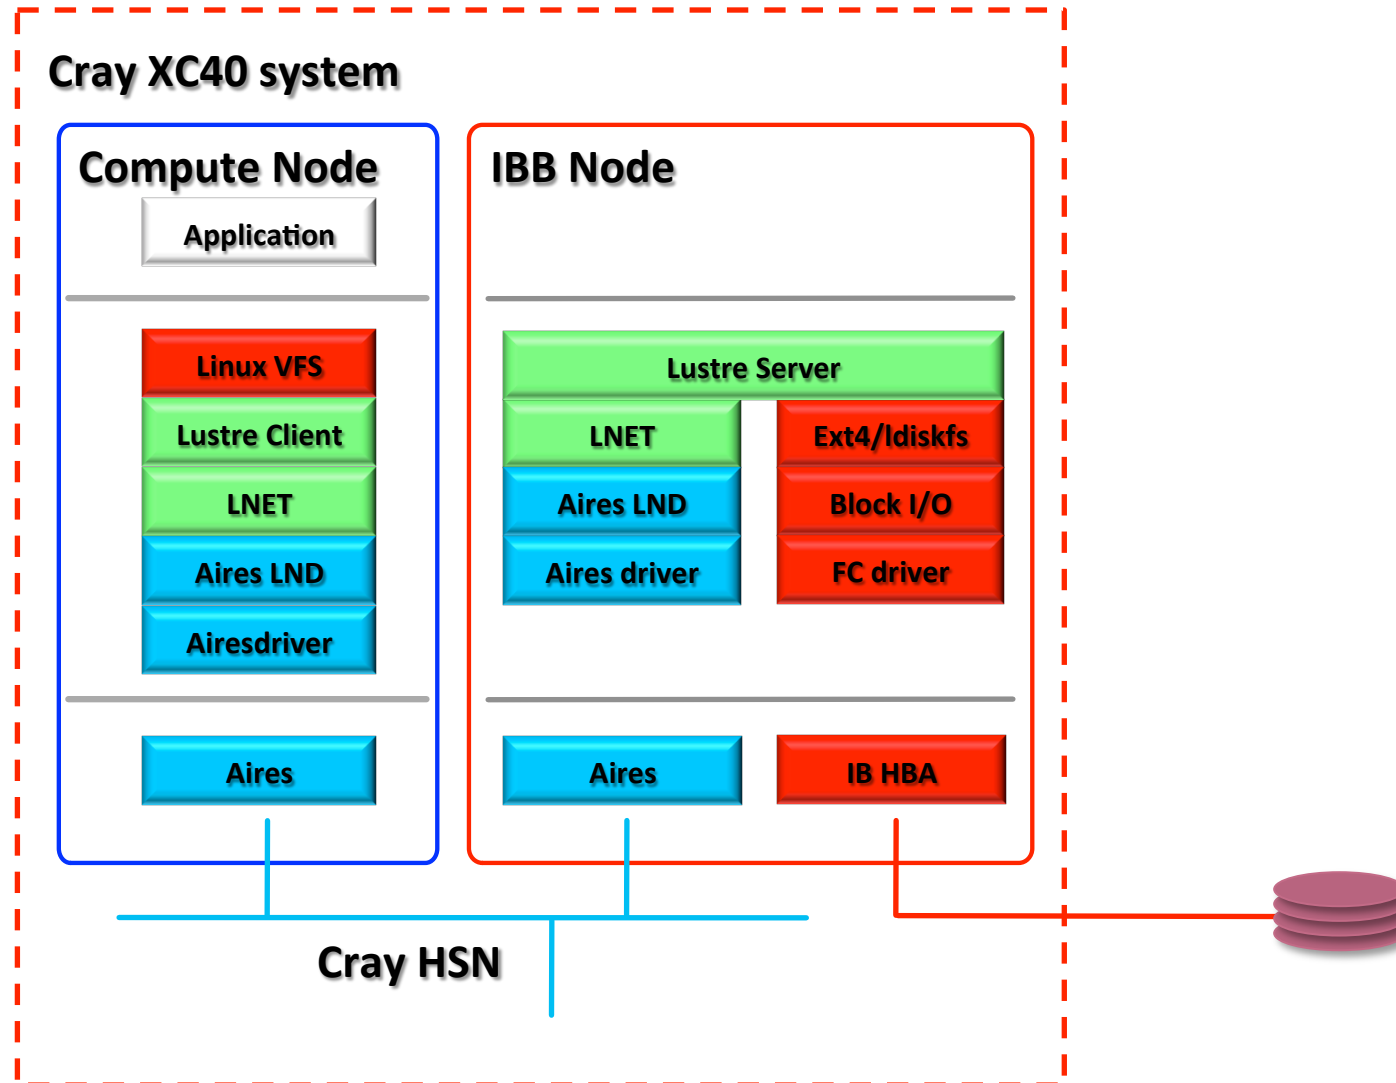 Cray XC40 system
Compute Node
Application
Linux VFS
Lustre Client
LNET
Aires LND
Airesdriver
Aires
IBB Node
Lustre Server
LNET
Ext4/ldiskfs
Aires LND
Block I/O
Aires driver
FC driver
Aires
IB HBA
Cray HSN